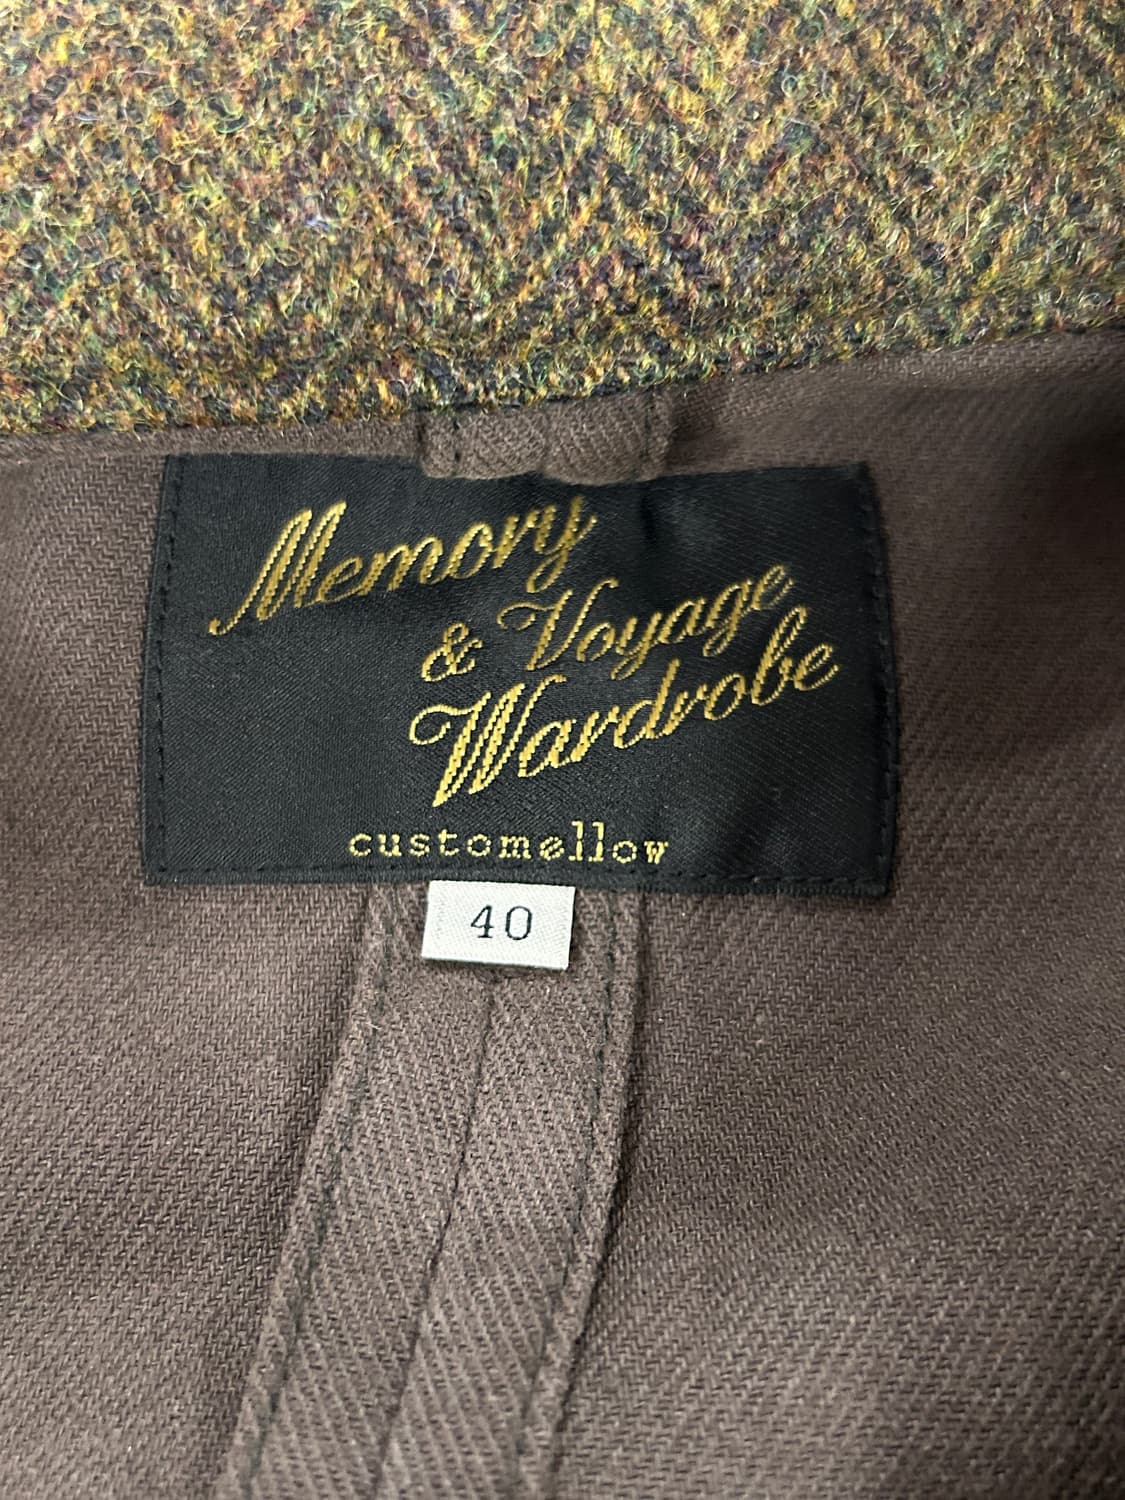 Memory
& Voyage
Wardrobe
customellow
40